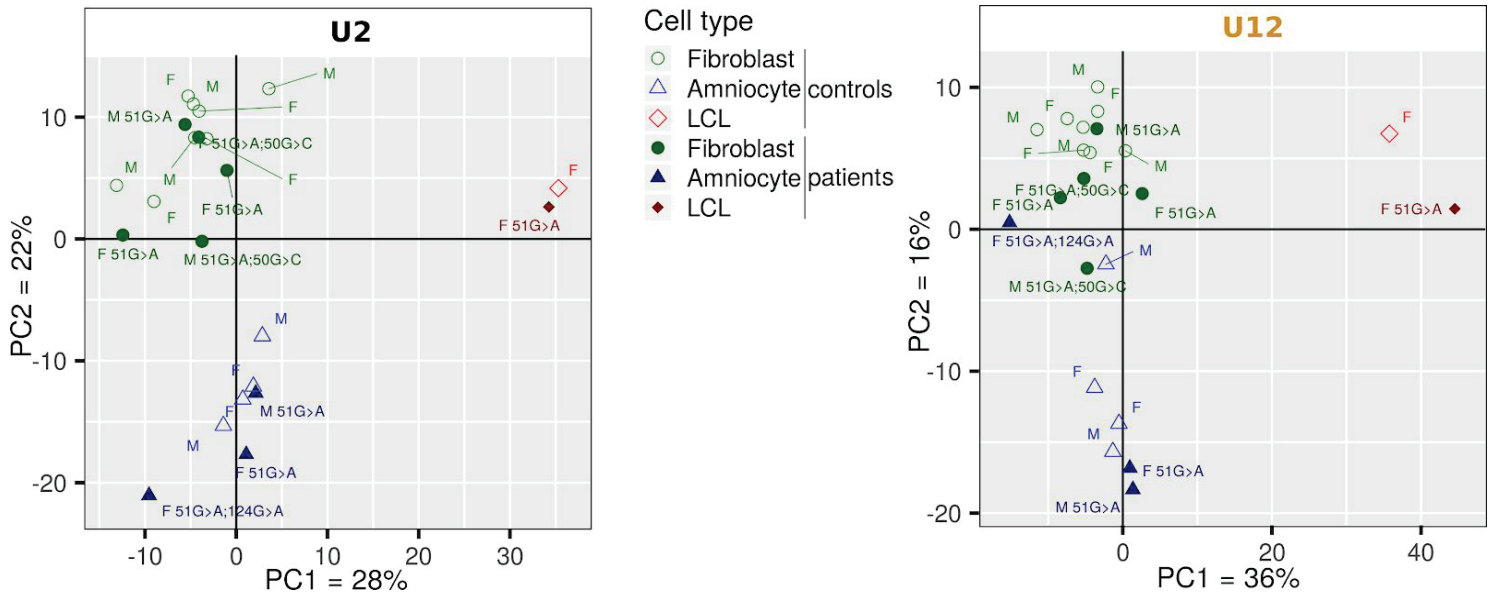 U2
F
M
M
F
M 51G>A
F 51G>A;50G>C
M
M
F
F
F 51G>A
F
F 51G>A
F 51G>A
M 51G>A;50G>C
M
F
M 51G>A
F
M
F 51G>A
F 51G>A;124G>A
10
0
-10
-20
-10
0
10
20
30
PC2 = 22%
PC1 = 28%
Cell type
Fibroblast
Amniocyte
controls
LCL
Fibroblast
Amniocyte
patients
LCL
U12
M
F
F
M
M 51G>A
F
M
F
M
F
F 51G>A;50G>C
F 51G>A
F 51G>A
F 51G>A
F 51G>A;124G>A
M
M 51G>A;50G>C
F
F
M
F 51G>A
M 51G>A
10
0
-10
-20
0
20
40
PC2 = 16%
PC1 = 36%